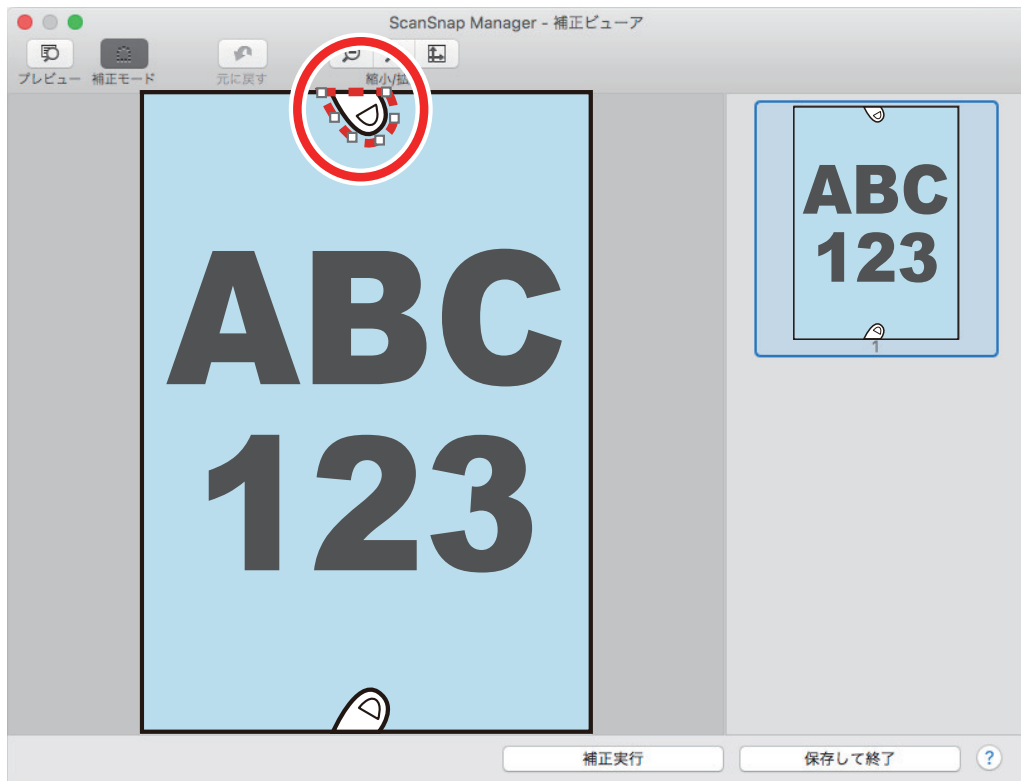 ScanSnap Manager - 補正ビューア
プレビュー 補正モード 元に戻す 縮小/拡
ABC
123
ABC
123
1
補正実行 保存して終了 ?